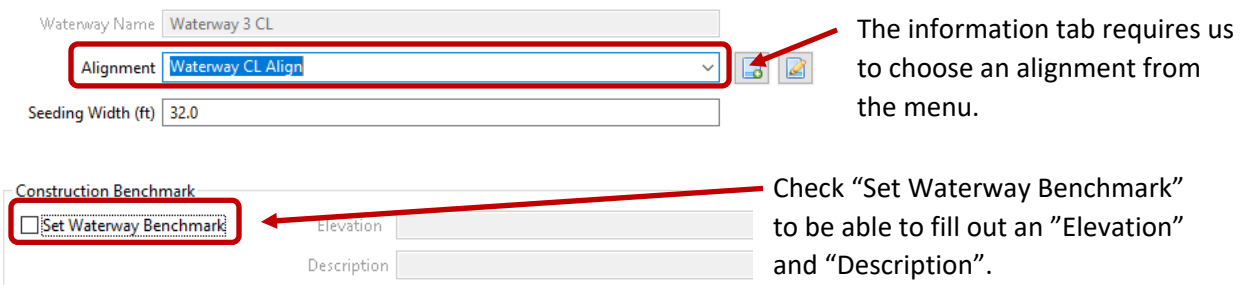 Waterway Name Waterway 3 CL
The information tab requires us
Alignment Waterway CL Align
to choose an alignment from
the menu.
Seeding Width (ft) 32.0
Construction Benchmark
Check “Set Waterway Benchmark”
Set Waterway Benchmark Elevation
to be able to fill out an ”Elevation”
Description
and “Description”.